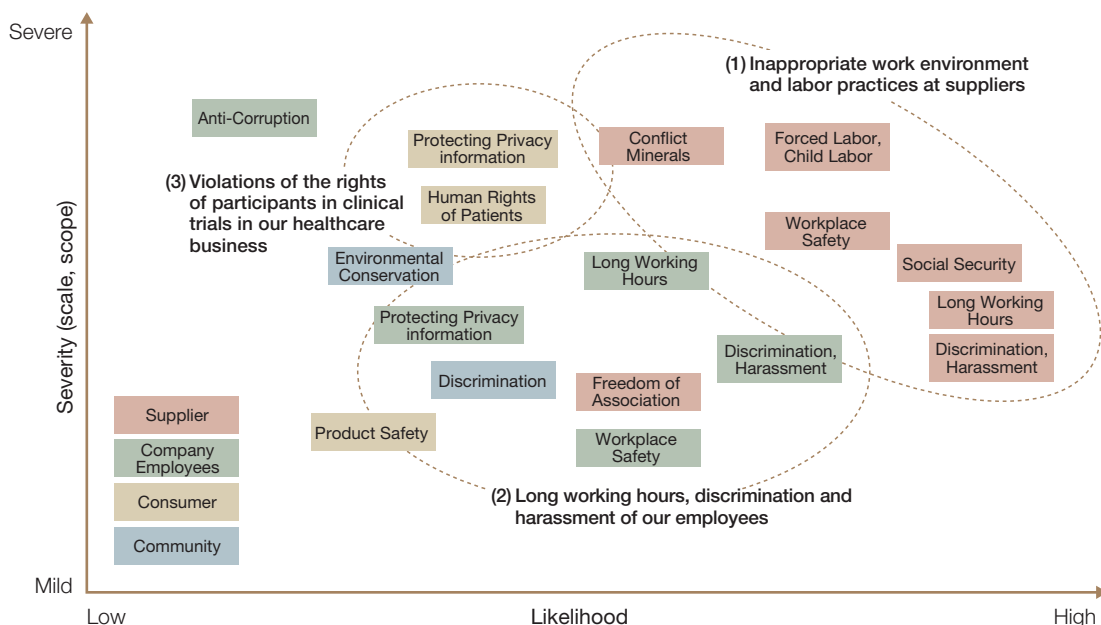 Severe
(1) Inappropriate work environment
and labor practices at suppliers
Anti-Corruption
Protecting Privacy
information
Conflict
Minerals
Forced Labor,
Child Labor
(3) Violations of the rights
of participants in clinical
trials in our healthcare
business
Human Rights
of Patients
Workplace
Safety
Environmental
Conservation
Long Working
Hours
Social Security
Long Working
Hours
Protecting Privacy
information
Discrimination,
Harassment
Discrimination,
Harassment
Discrimination
Freedom of
Association
Product Safety
Workplace
Safety
Severity (scale, scope)
Supplier
Company
Employees
Consumer
Community
(2) Long working hours, discrimination and
harassment of our employees
Mild
Low
Likelihood
High